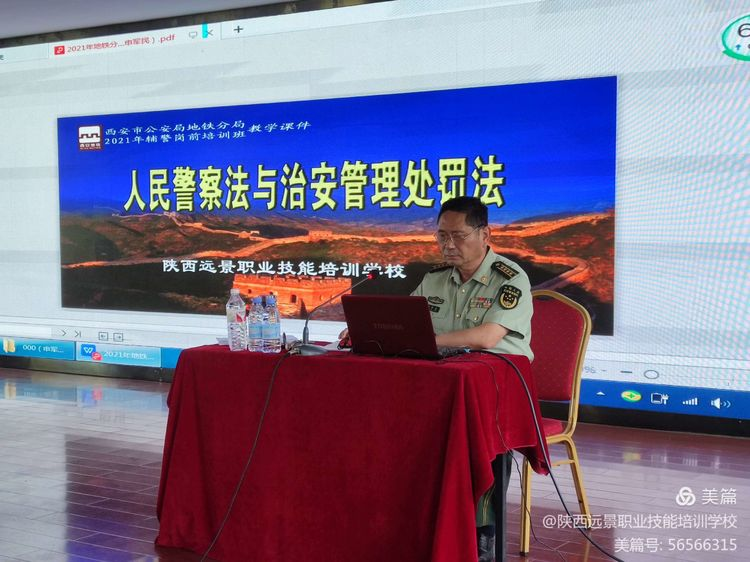 2021年地铁分...申军民）.pdf
西安市公安局地铁分局
2021年辅警岗前培训班
教学课件
人民警察法与治安管理处罚法
陕西远景职业技能培训学校
TOSHIBA
000（申军...
2021年地铁...
美篇
@陕西远景职业技能培训学校
美篇号: 56566315